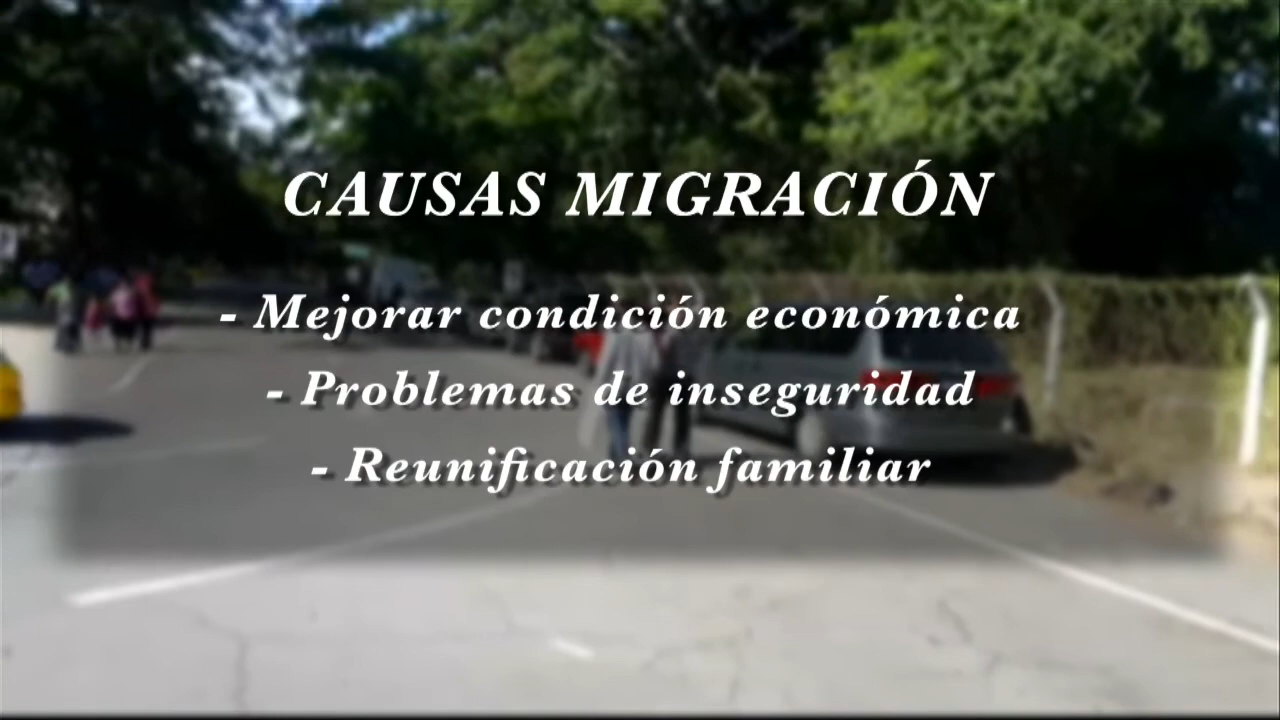 CAUSAS MIGRACIÓN
- Mejorar condición económica
- Problemas de inseguridad
- Reunificación familiar